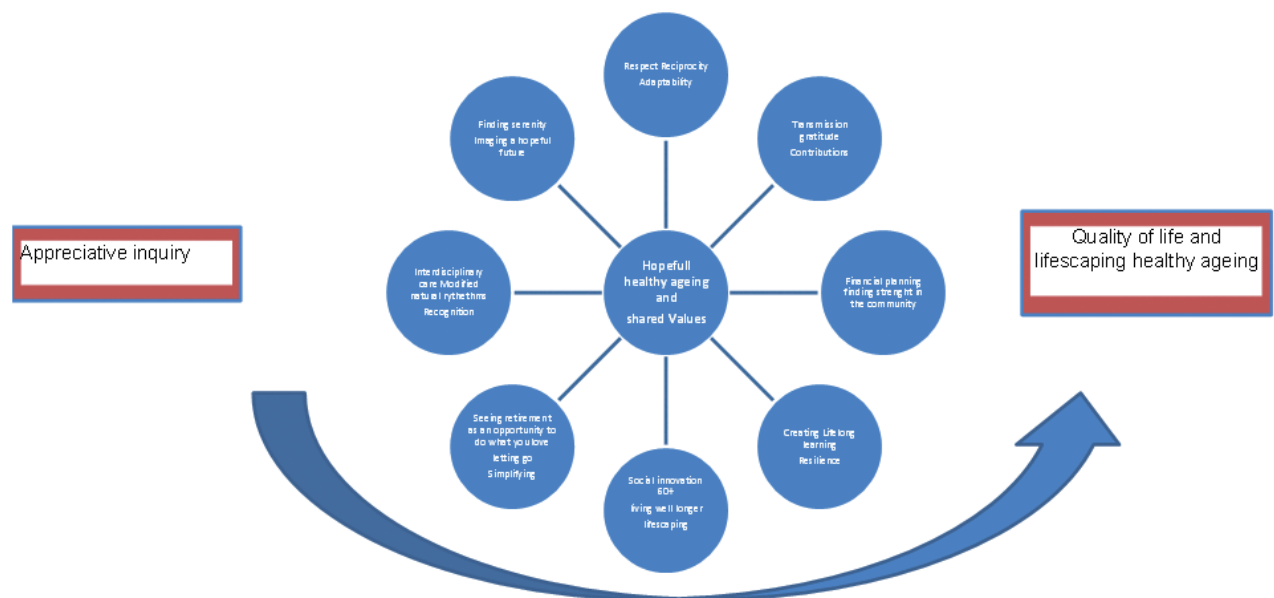 Respect Reciprocity
Adaptability
Finding serenity
Imaging a hopeful
future
Transmission
gratitude
Contributions
Appreciative inquiry
Quality of life and
lifescaping healthy ageing
Interdisciplinary
care Modified
natural rythethms
Recognition
Hopefull
healthy ageing
and
shared Values
Financial planning
finding strenght in
the community
Seeing retirement
as an opportunity to
do what you love
letting go
Simplifying
Creating Lifelong
learning
Resilience
Social innovation
60+
living well longer
lifescaping